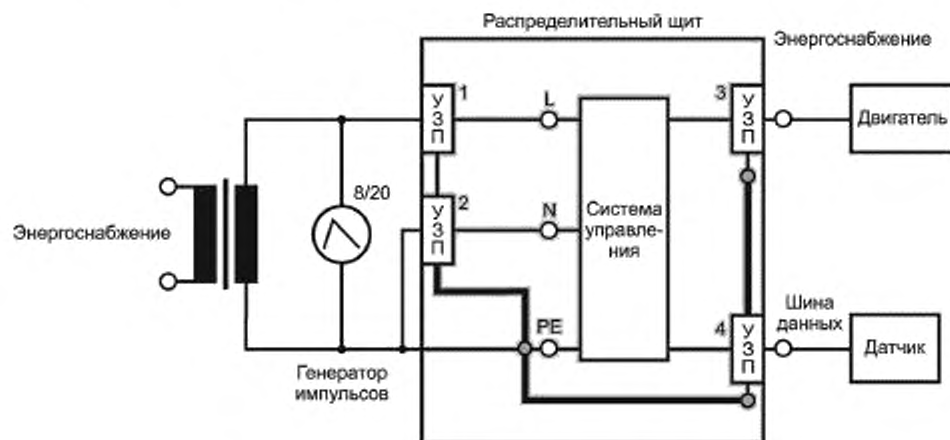 Распределительный щит
Энергоснабжение
1
У
З
П
L
3
У
З
П
Двигатель
8/20
2
У
З
П
N
Система
управле-
ния
Энергоснабжение
Шина
данных
PE
4
У
З
П
Датчик
Генератор
импульсов